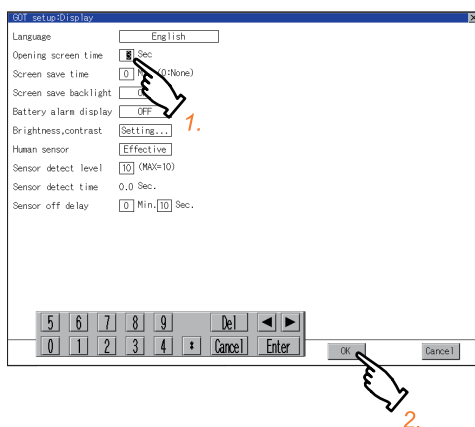 GOT setup:Display
Language English
Opening screen time Sec
Screen save time 0 (0:None)
Screen save backlight
Battery alarm display OFF
1.
Brightness,contrast Setting...
Human sensor Effective
Sensor detect level 10 (MAX=10)
Sensor detect time 0.0 Sec.
Sensor off delay 0 Min. 10 Sec.
5 6 7 8 9 Del ◀ ▶
0 1 2 3 4 Cancel Enter
OK Cancel
2.